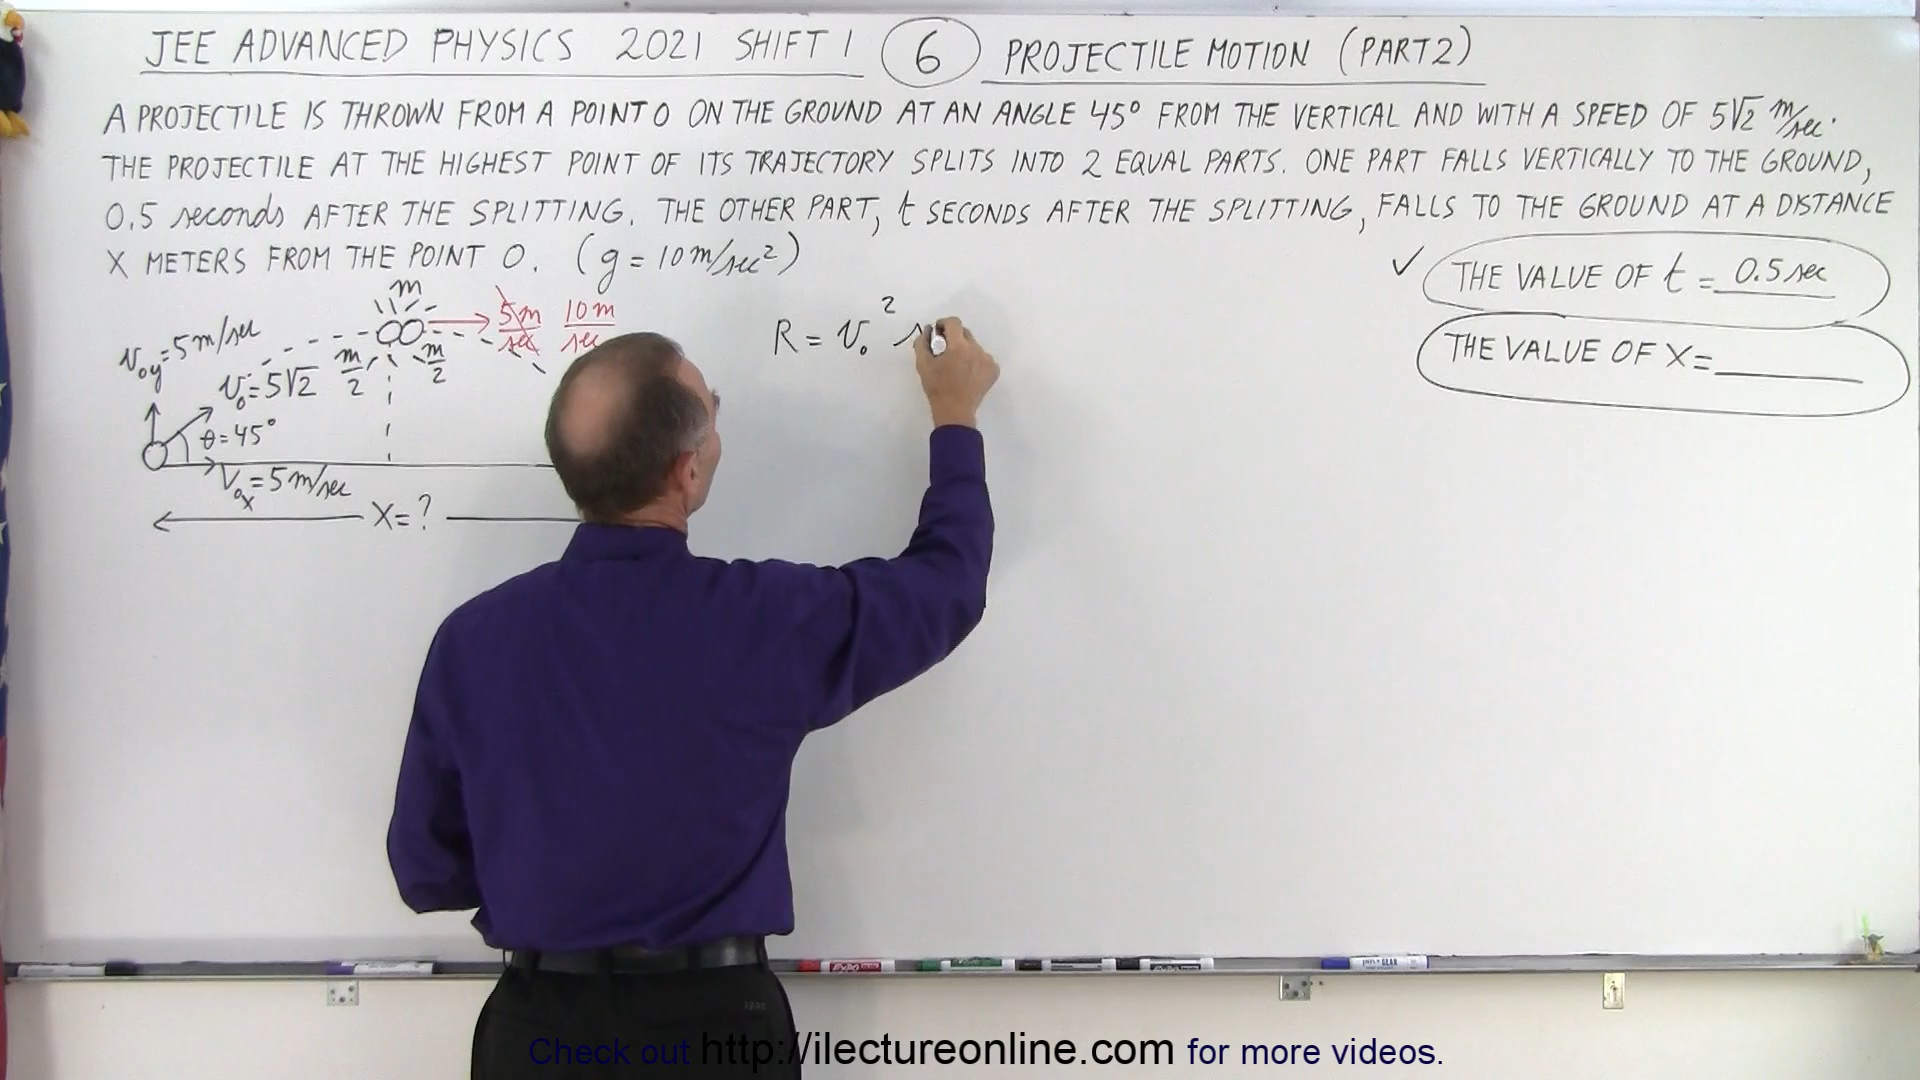 JEE ADVANCED PHYSICS 2021 SHIFT 1 6 PROJECTILE MOTION (PART 2)
A PROJECTILE IS THROWN FROM A POINT O ON THE GROUND AT AN ANGLE 45° FROM THE VERTICAL AND WITH A SPEED OF 5√2 m/sec.
THE PROJECTILE AT THE HIGHEST POINT OF ITS TRAJECTORY SPLITS INTO 2 EQUAL PARTS. ONE PART FALLS VERTICALLY TO THE GROUND,
0.5 seconds AFTER THE SPLITTING. THE OTHER PART, t SECONDS AFTER THE SPLITTING, FALLS TO THE GROUND AT A DISTANCE
X METERS FROM THE POINT O. (g = 10 m/sec²)
✓ THE VALUE OF t = 0.5 sec
THE VALUE OF X =
m
5m/sec 10m/sec
v₀y = 5 m/sec
m/2 m/2
v₀ = 5√2
θ = 45°
V₀x = 5 m/sec
X = ?
R = v₀²
EXPO
Check out http://ilectureonline.com for more videos.